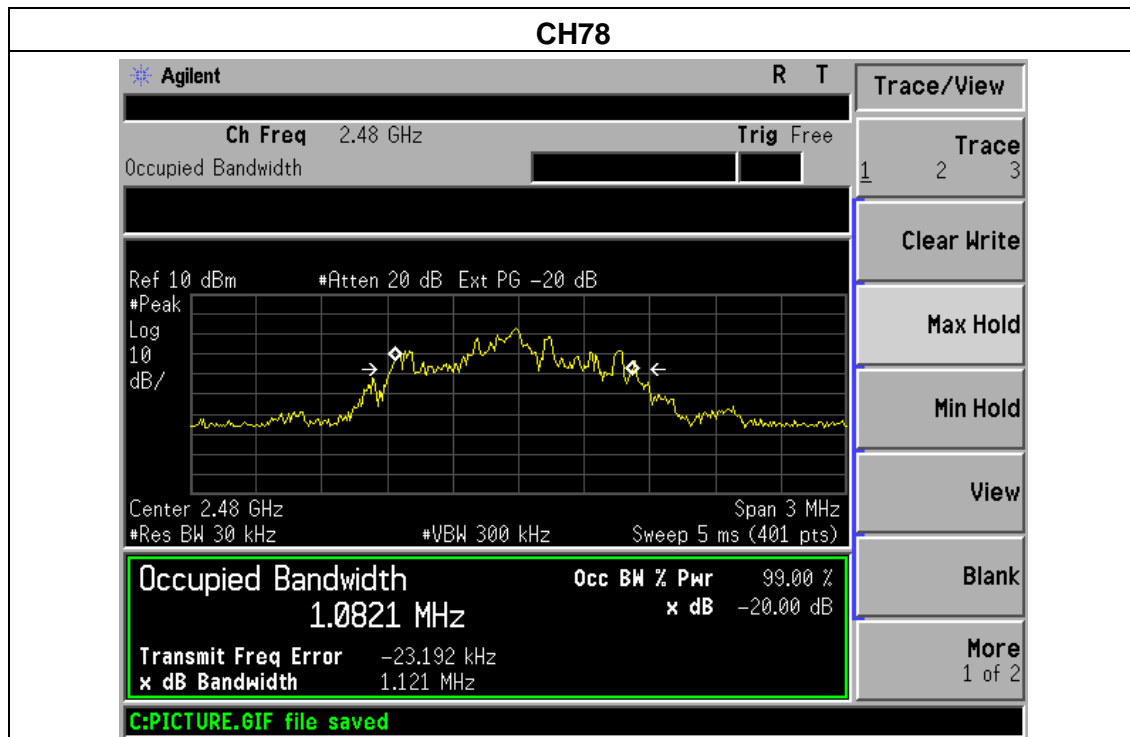 CH78
Agilent R T Trace/View
Ch Freq 2.48 GHz Trig Free
Occupied Bandwidth
Trace
1 2 3
Clear Write
Max Hold
Min Hold
View
Blank
More
1 of 2
Ref 10 dBm #Atten 20 dB Ext PG -20 dB
#Peak
Log
10
dB/
Center 2.48 GHz Span 3 MHz
#Res BW 30 kHz #VBW 300 kHz Sweep 5 ms (401 pts)
Occupied Bandwidth Occ BW % Pwr 99.00 %
1.0821 MHz x dB -20.00 dB
Transmit Freq Error -23.192 kHz
x dB Bandwidth 1.121 MHz
C:PICTURE.GIF file saved